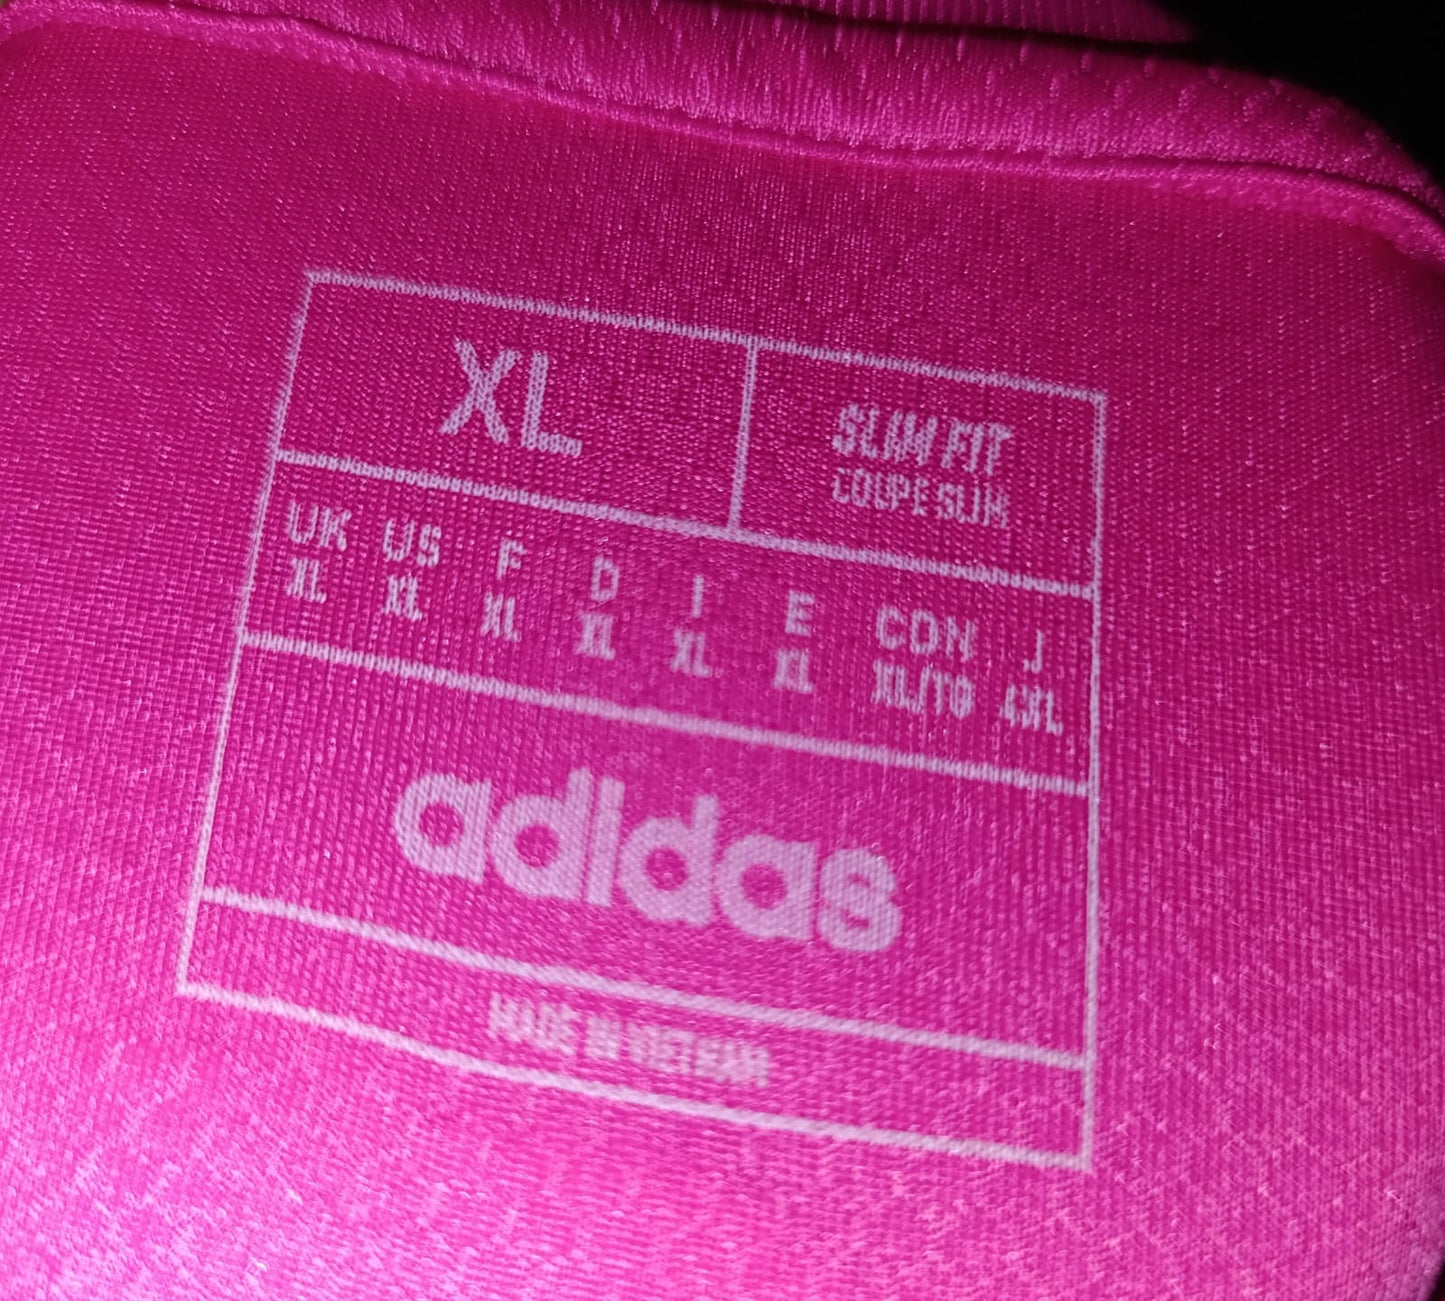 XL
SLIM FIT
COUPE SLIM
UK US F D I E CON J
XL XL XL XL XL XL XL/TG 4XL
adidas
MADE IN VIETNAM